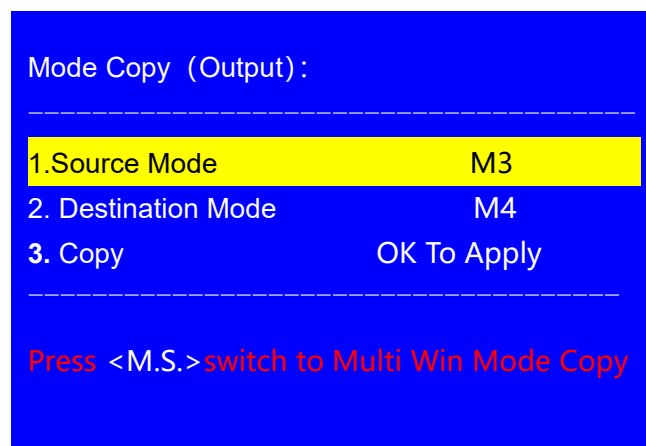 Mode Copy (Output):
1.Source Mode M3
2. Destination Mode M4
3. Copy OK To Apply
Press <M.S.>switch to Multi Win Mode Copy